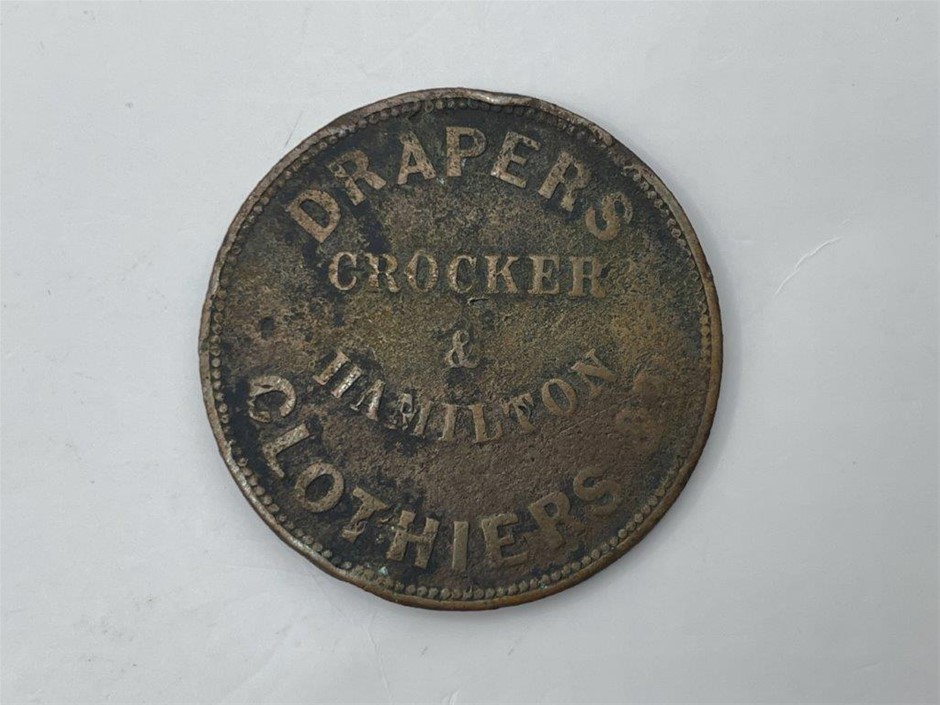 DRAPERS
CROCKER
&
HAMILTON
CLOTHIERS &c